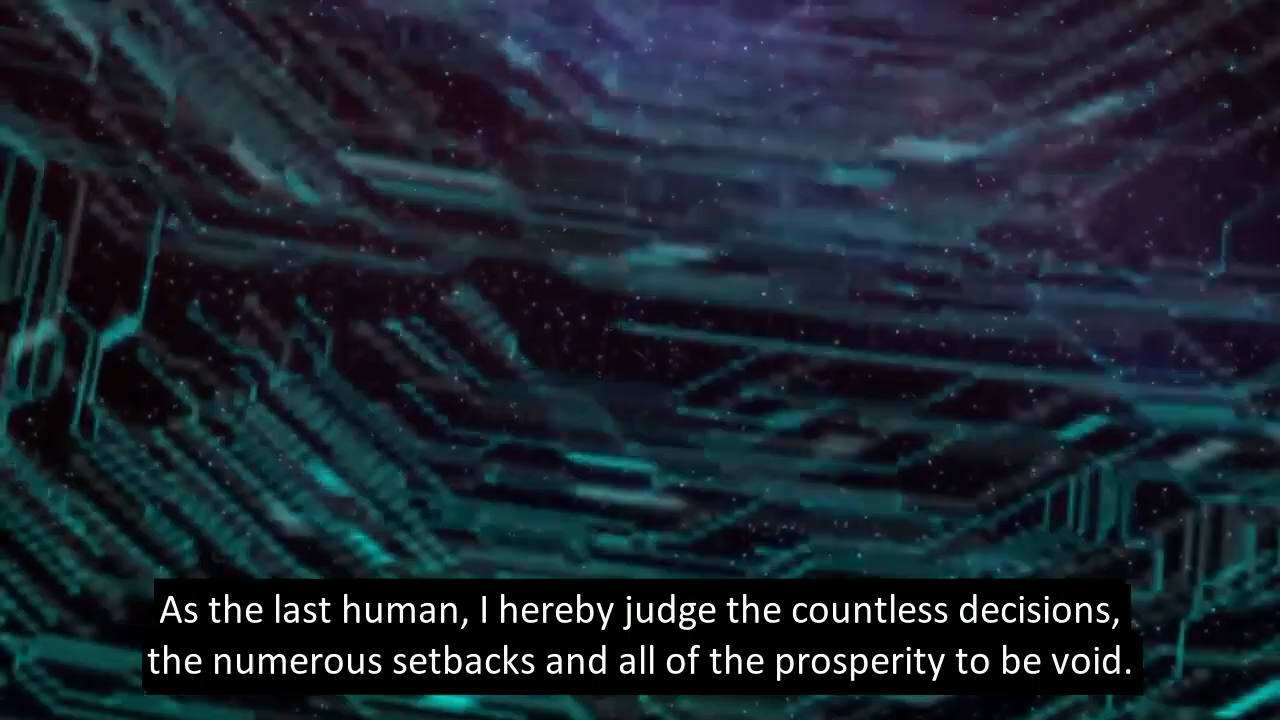 As the last human, I hereby judge the countless decisions,
the numerous setbacks and all of the prosperity to be void.